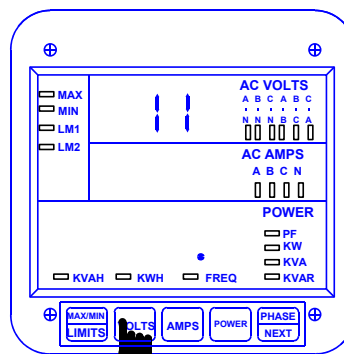 AC VOLTS
A B C A B C
- - - - - -
N N N B C A
11
MAX
MIN
LM1
LM2
AC AMPS
A B C N
POWER
PF
KW
KVA
KVAH KWH FREQ KVAR
MAX/MIN
LIMITS
VOLTS
AMPS
POWER
PHASE
NEXT